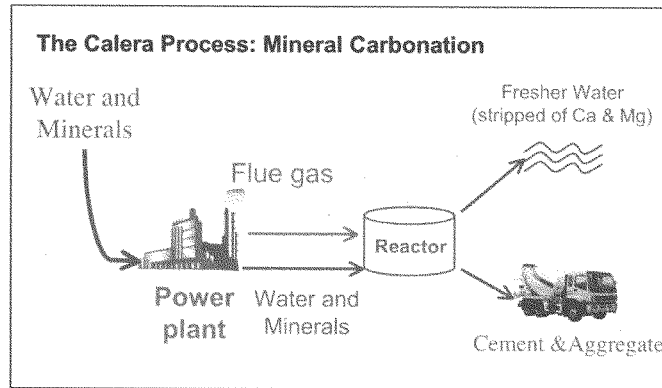 The Calera Process: Mineral Carbonation
Water and
Minerals
Fresher Water
(stripped of Ca & Mg)
Flue gas
Reactor
Power
plant
Water and
Minerals
Cement &Aggregate